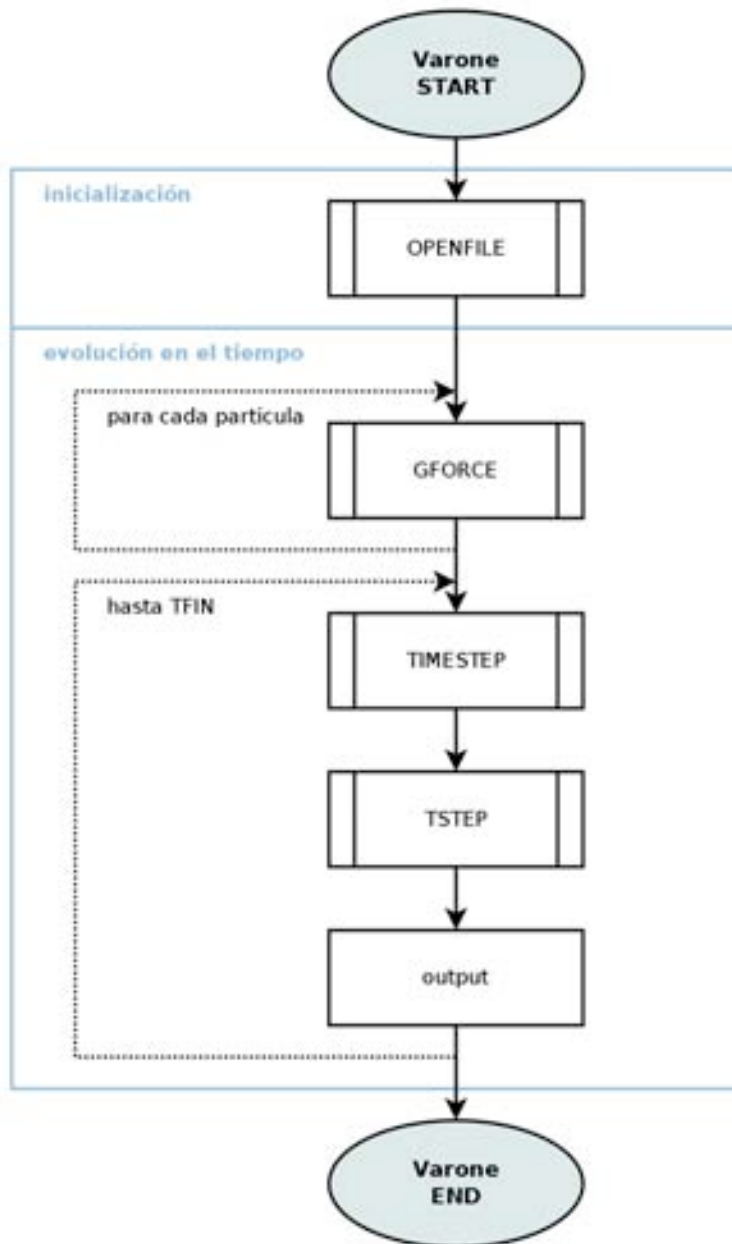 Varone
START
inicialización
OPENFILE
evolución en el tiempo
para cada particula
GFORCE
hasta TFIN
TIMESTEP
TSTEP
output
Varone
END